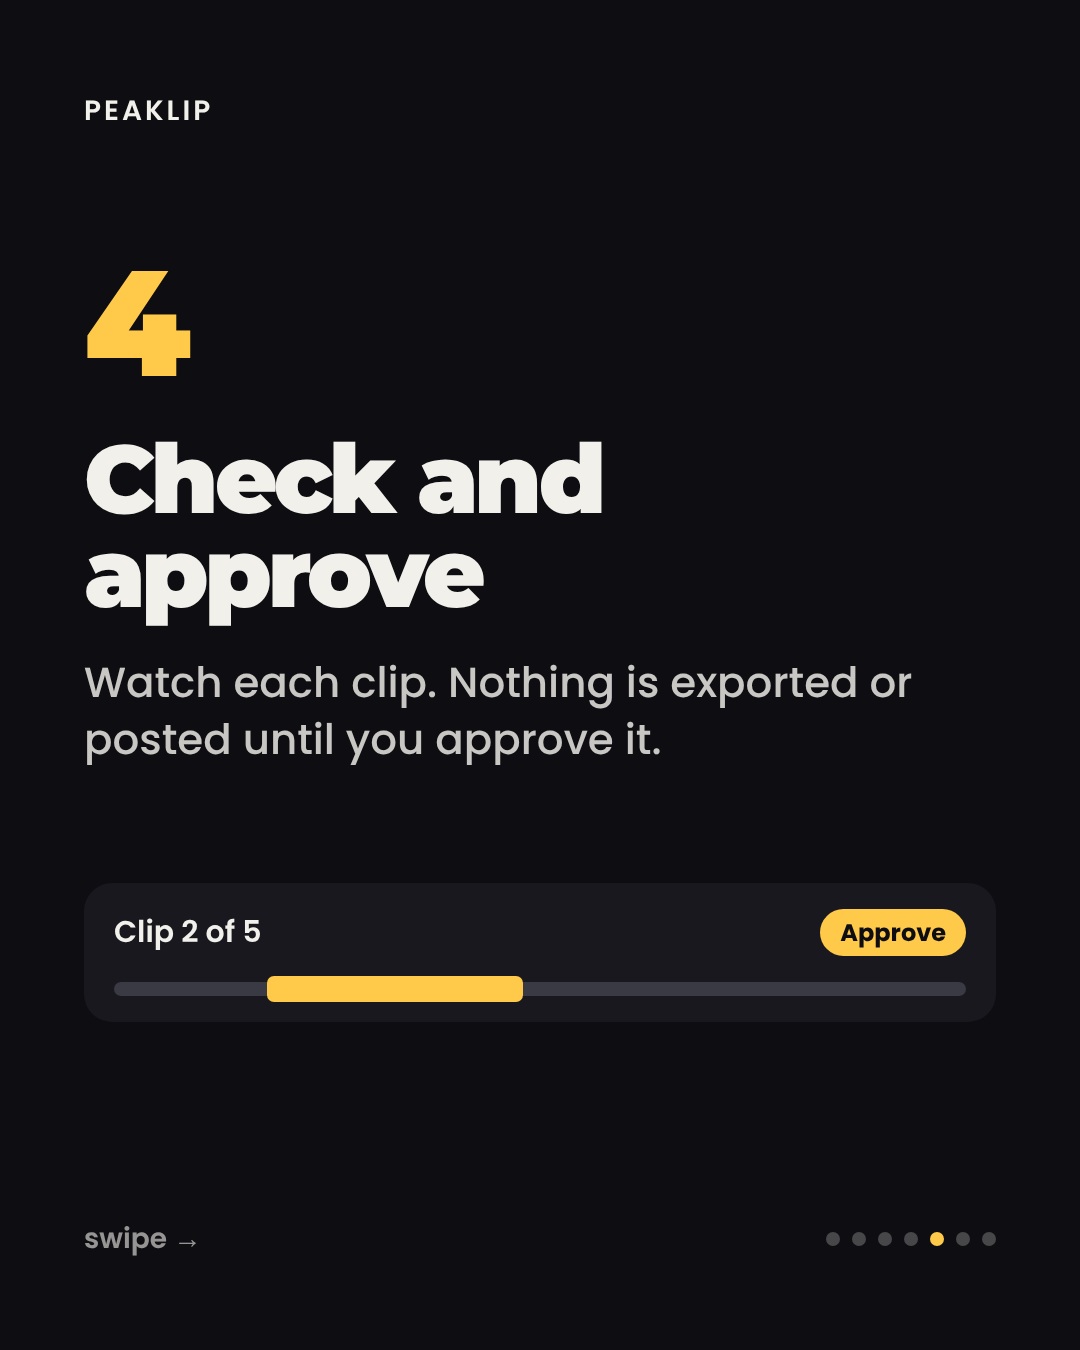 PEAKLIP
4
Check and
approve
Watch each clip. Nothing is exported or
posted until you approve it.
Clip 2 of 5
Approve
swipe →